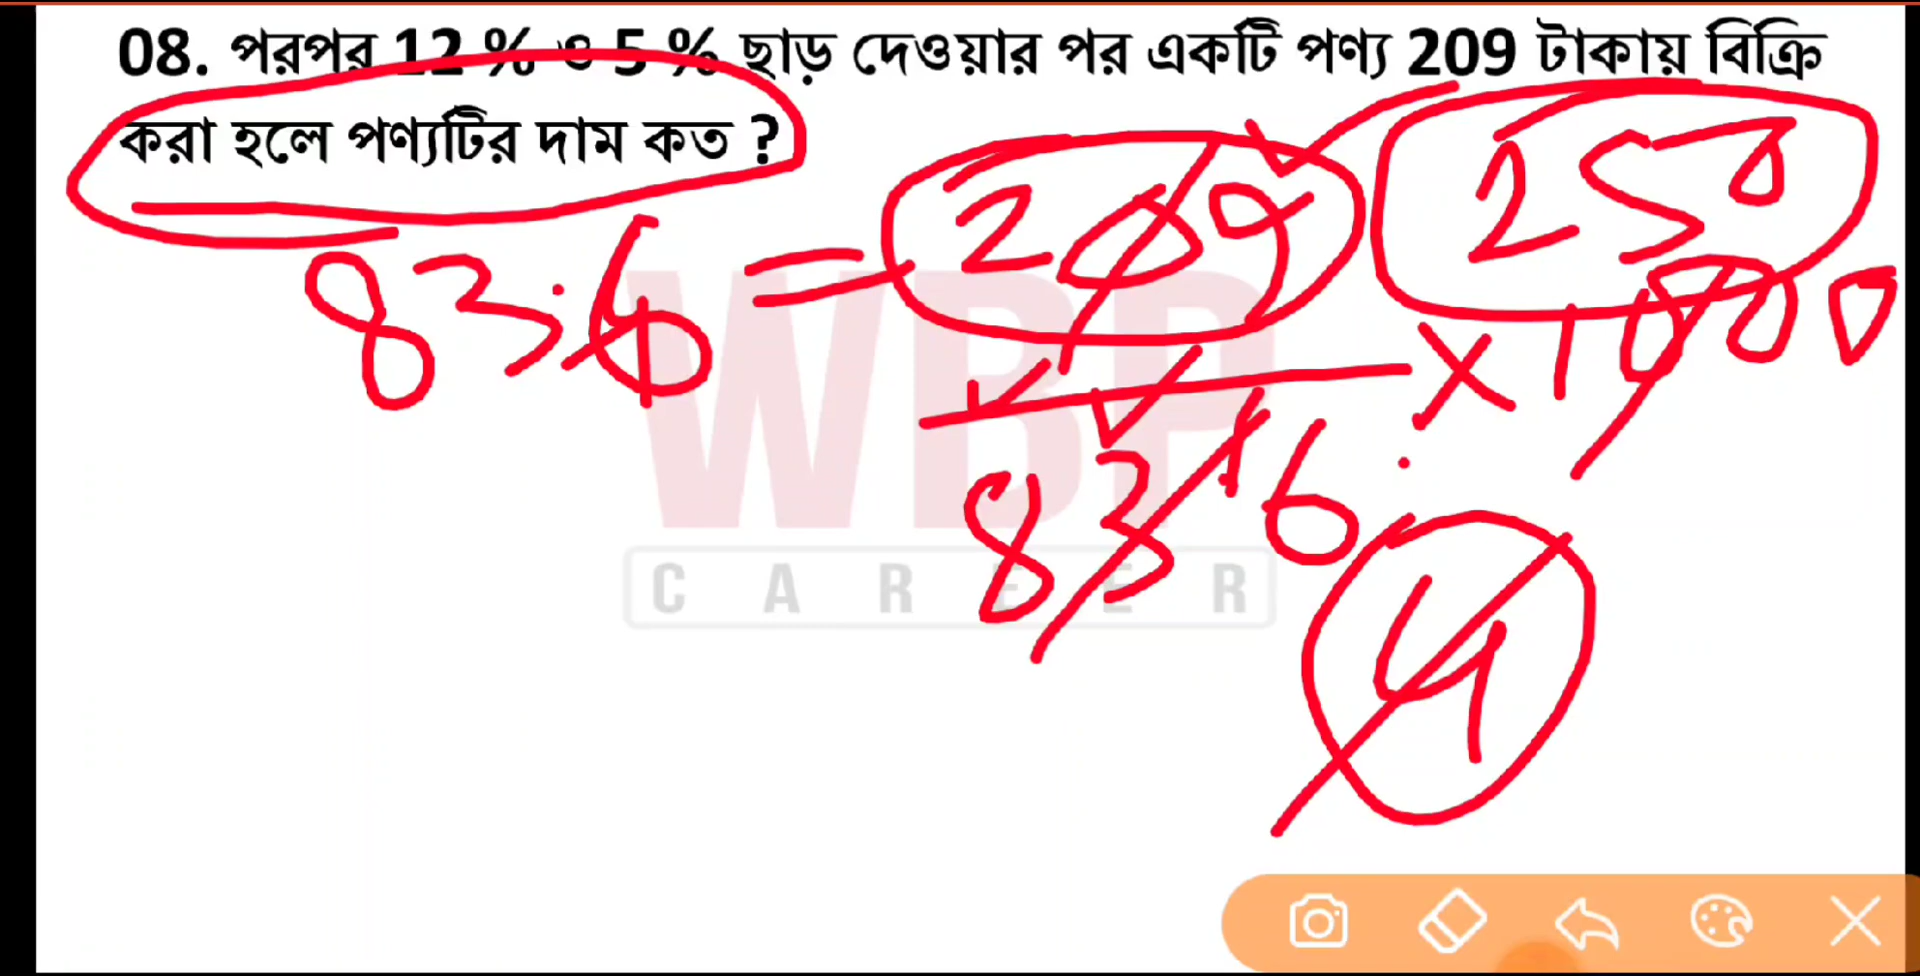 08. পরপর 12 % ও 5 % ছাড় দেওয়ার পর একটি পণ্য 209 টাকায় বিক্রি
করা হলে পণ্যটির দাম কত ?
83.6 = 209
250
× 1000
83.6
4
WBP
CAREER